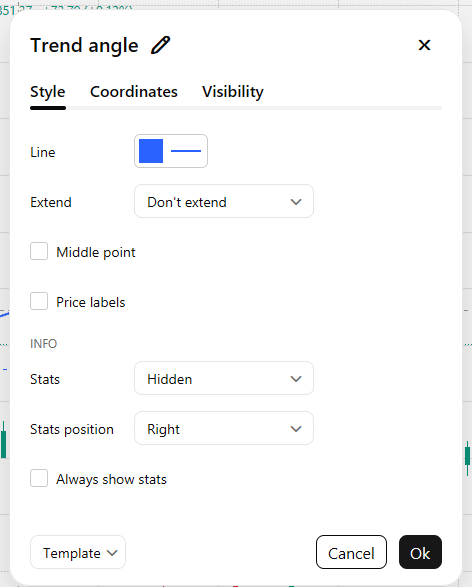 Trend angle
Style Coordinates Visibility
Line
Extend Don't extend
Middle point
Price labels
INFO
Stats Hidden
Stats position Right
Always show stats
Template Cancel Ok